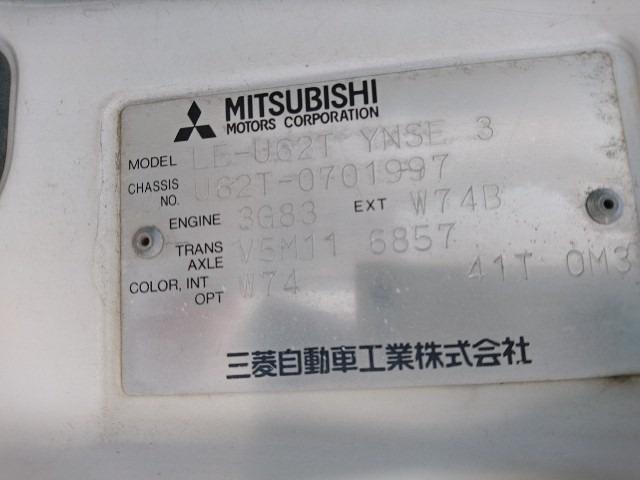 MITSUBISHI
MOTORS CORPORATION
MODEL LE-U62T YNSE 3
CHASSIS NO. U62T-0701997
ENGINE 3G83 EXT W74B
TRANS AXLE V5M11 6857
COLOR, INT OPT W74 41T 0M3
三菱自動車工業株式会社